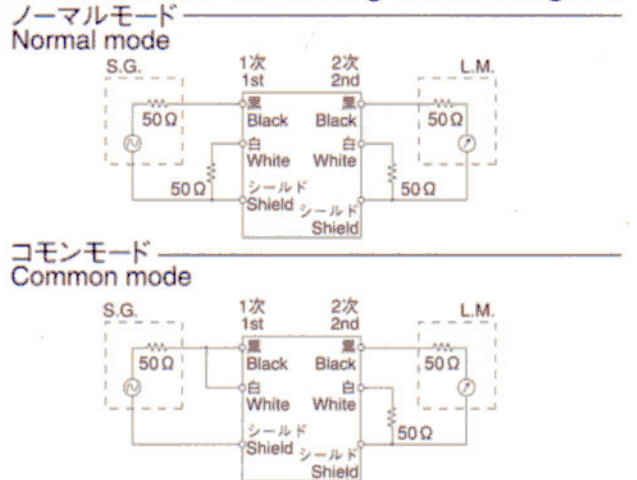 ノーマルモード
Normal mode
S.G.
1次
1st
2次
2nd
L.M.
50Ω
黒
Black
黒
Black
50Ω
白
White
白
White
50Ω
シールド
Shield
シールド
Shield
50Ω
コモンモード
Common mode
S.G.
1次
1st
2次
2nd
L.M.
50Ω
黒
Black
黒
Black
50Ω
白
White
白
White
シールド
Shield
シールド
Shield
50Ω